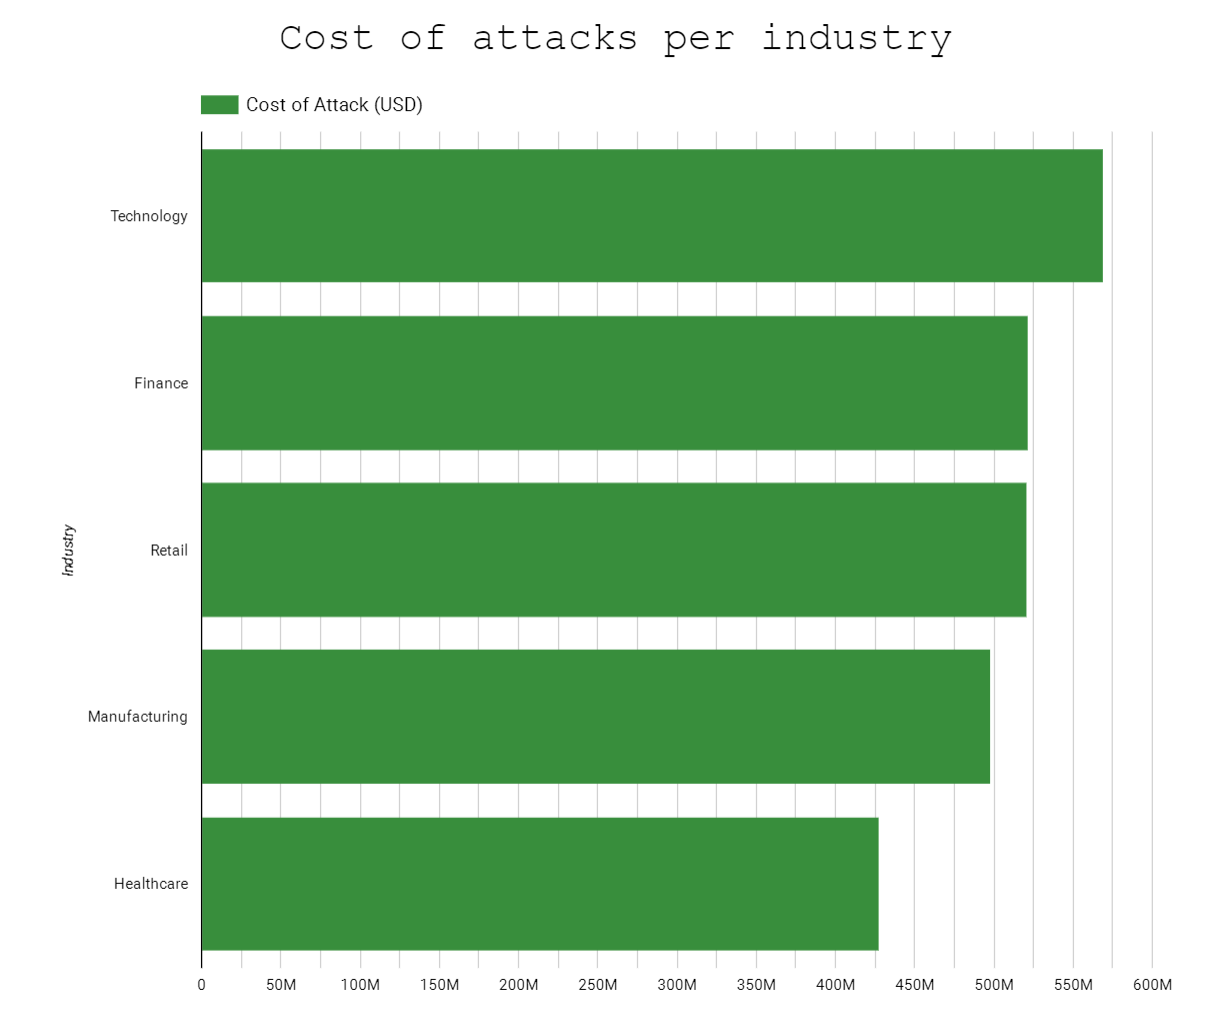 Cost of attacks per industry
Cost of Attack (USD)
Technology
Finance
Retail
Manufacturing
Healthcare
Industry
0 50M 100M 150M 200M 250M 300M 350M 400M 450M 500M 550M 600M